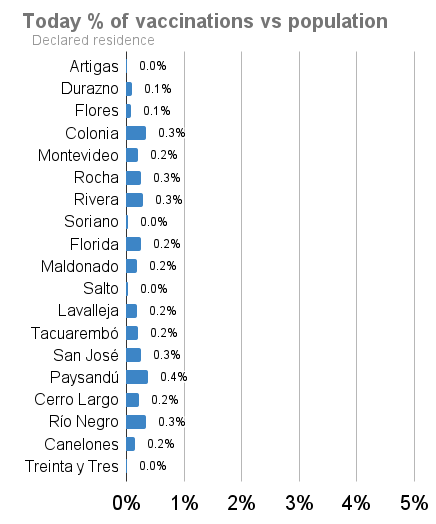 Today % of vaccinations vs population
Declared residence
Artigas 0.0%
Durazno 0.1%
Flores 0.1%
Colonia 0.3%
Montevideo 0.2%
Rocha 0.3%
Rivera 0.3%
Soriano 0.0%
Florida 0.2%
Maldonado 0.2%
Salto 0.0%
Lavalleja 0.2%
Tacuarembó 0.2%
San José 0.3%
Paysandú 0.4%
Cerro Largo 0.2%
Río Negro 0.3%
Canelones 0.2%
Treinta y Tres 0.0%
0% 1% 2% 3% 4% 5%